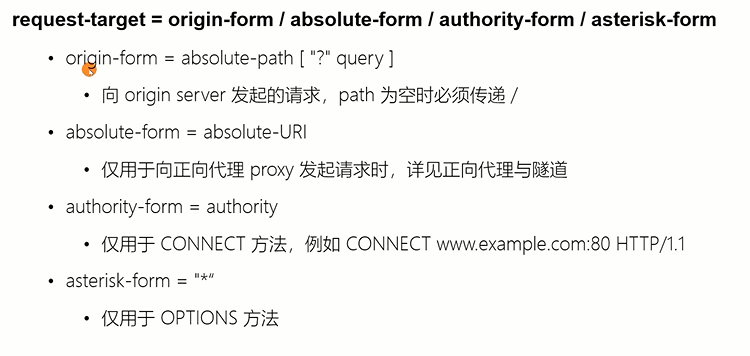 request-target = origin-form / absolute-form / authority-form / asterisk-form
• origin-form = absolute-path [ "?" query ]
• 向 origin server 发起的请求，path 为空时必须传递 /
• absolute-form = absolute-URI
• 仅用于向正向代理 proxy 发起请求时，详见正向代理与隧道
• authority-form = authority
• 仅用于 CONNECT 方法，例如 CONNECT www.example.com:80 HTTP/1.1
• asterisk-form = "*“
• 仅用于 OPTIONS 方法